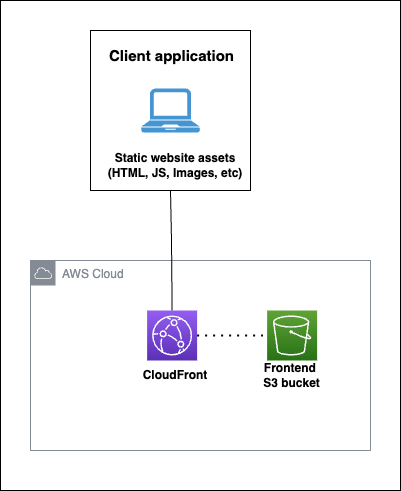 Client application
Static website assets
(HTML, JS, Images, etc)
AWS Cloud
CloudFront
Frontend
S3 bucket